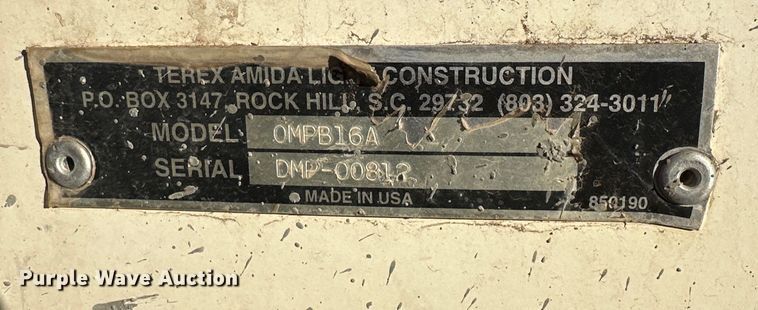 TEREX AMIDA LIGHT CONSTRUCTION
P.O. BOX 3147, ROCK HILL, S.C. 29732 (803) 324-3011
MODEL 0MPB16A
SERIAL DMP-00812
MADE IN USA 850190
Purple Wave Auction